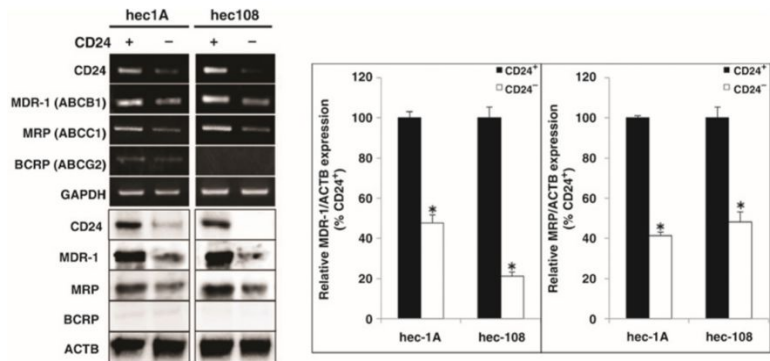 hec1A hec108
CD24 + − + −
CD24
MDR-1 (ABCB1)
MRP (ABCC1)
BCRP (ABCG2)
GAPDH
CD24
MDR-1
MRP
BCRP
ACTB
Relative MDR-1/ACTB expression
(% CD24⁺)
120
100
80
60
40
20
0
CD24⁺
CD24⁻
*
*
hec-1A hec-108
Relative MRP/ACTB expression
(% CD24⁺)
120
100
80
60
40
20
0
CD24⁺
CD24⁻
*
*
hec-1A hec-108